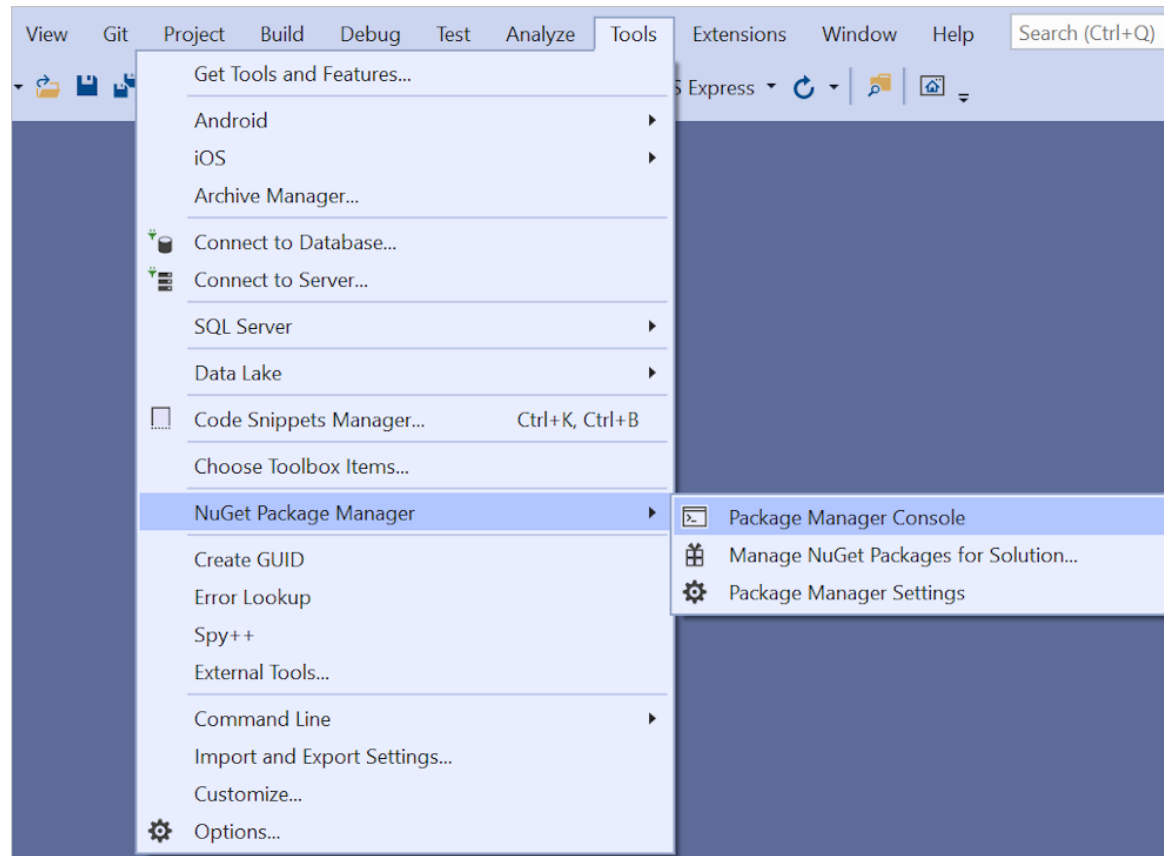 View Git Project Build Debug Test Analyze Tools Extensions Window Help Search (Ctrl+Q)
Get Tools and Features...
S Express
Android
iOS
Archive Manager...
Connect to Database...
Connect to Server...
SQL Server
Data Lake
Code Snippets Manager... Ctrl+K, Ctrl+B
Choose Toolbox Items...
NuGet Package Manager
Package Manager Console
Manage NuGet Packages for Solution...
Package Manager Settings
Create GUID
Error Lookup
Spy++
External Tools...
Command Line
Import and Export Settings...
Customize...
Options...